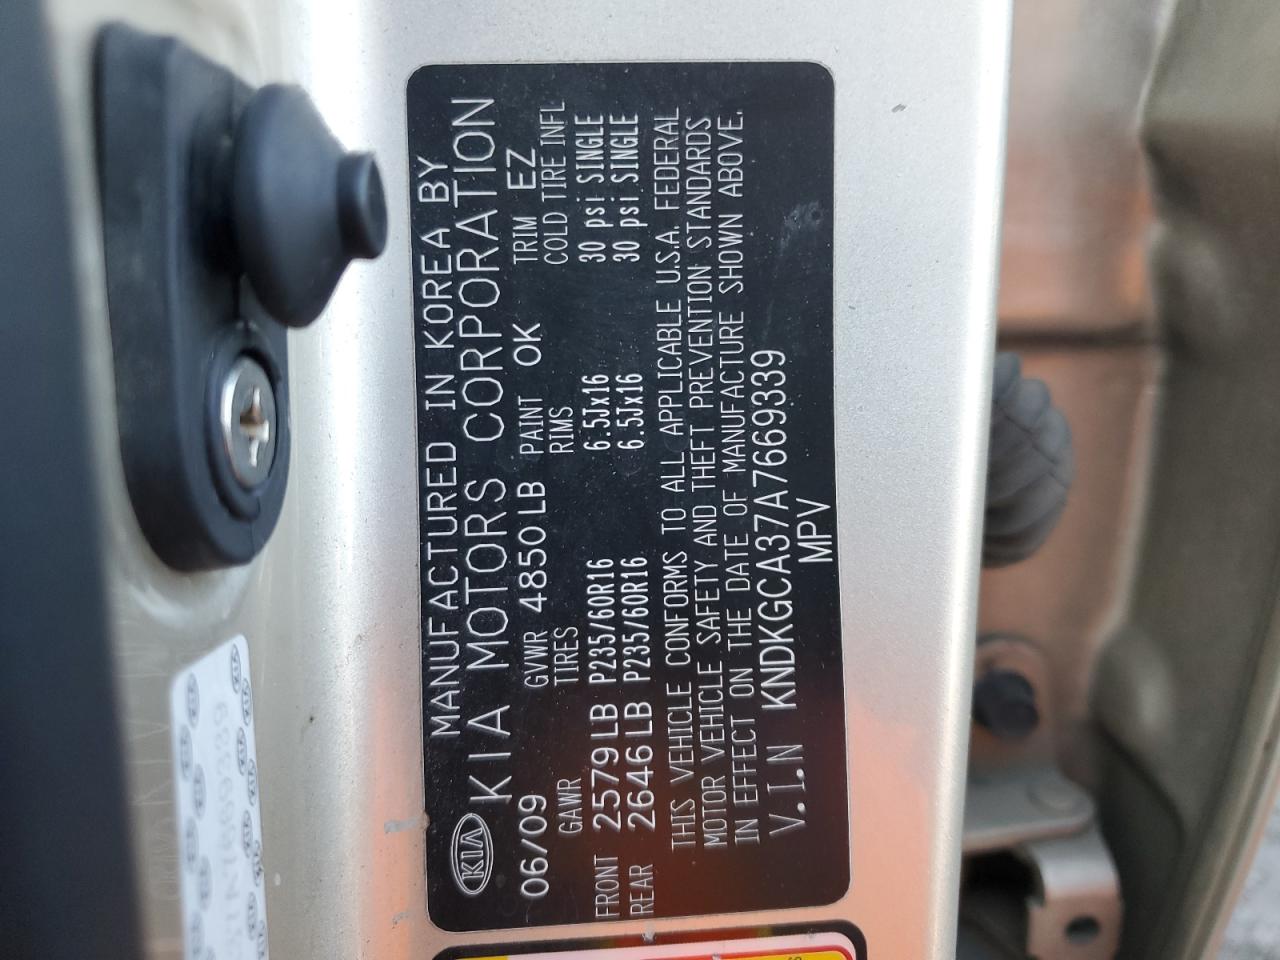 MANUFACTURED IN KOREA BY
KIA KIA MOTORS CORPORATION
06/09 GVWR 4850 LB PAINT OK TRIM EZ
GAWR TIRES RIMS COLD TIRE INFL
FRONT 2579 LB P235/60R16 6.5Jx16 30 psi SINGLE
REAR 2646 LB P235/60R16 6.5Jx16 30 psi SINGLE
THIS VEHICLE CONFORMS TO ALL APPLICABLE U.S.A. FEDERAL
MOTOR VEHICLE SAFETY AND THEFT PREVENTION STANDARDS
IN EFFECT ON THE DATE OF MANUFACTURE SHOWN ABOVE.
V.I.N KNDKGCA37A7669339
MPV